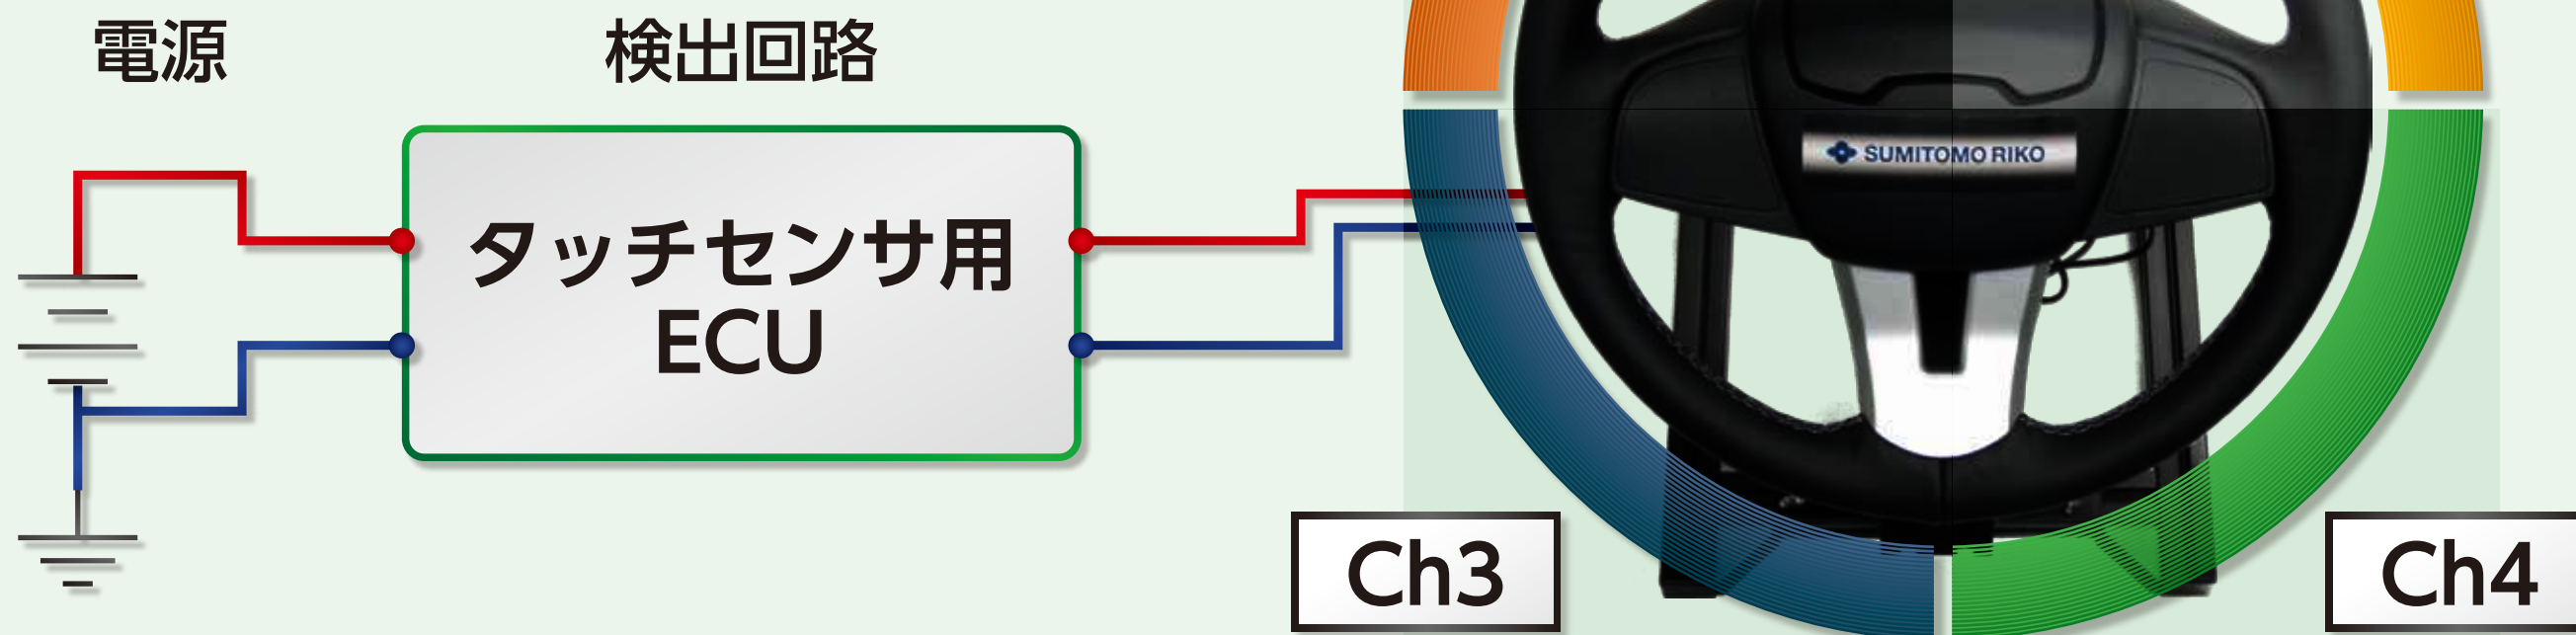 電源
検出回路
タッチセンサ用
ECU
SUMITOMO RIKO
Ch3
Ch4